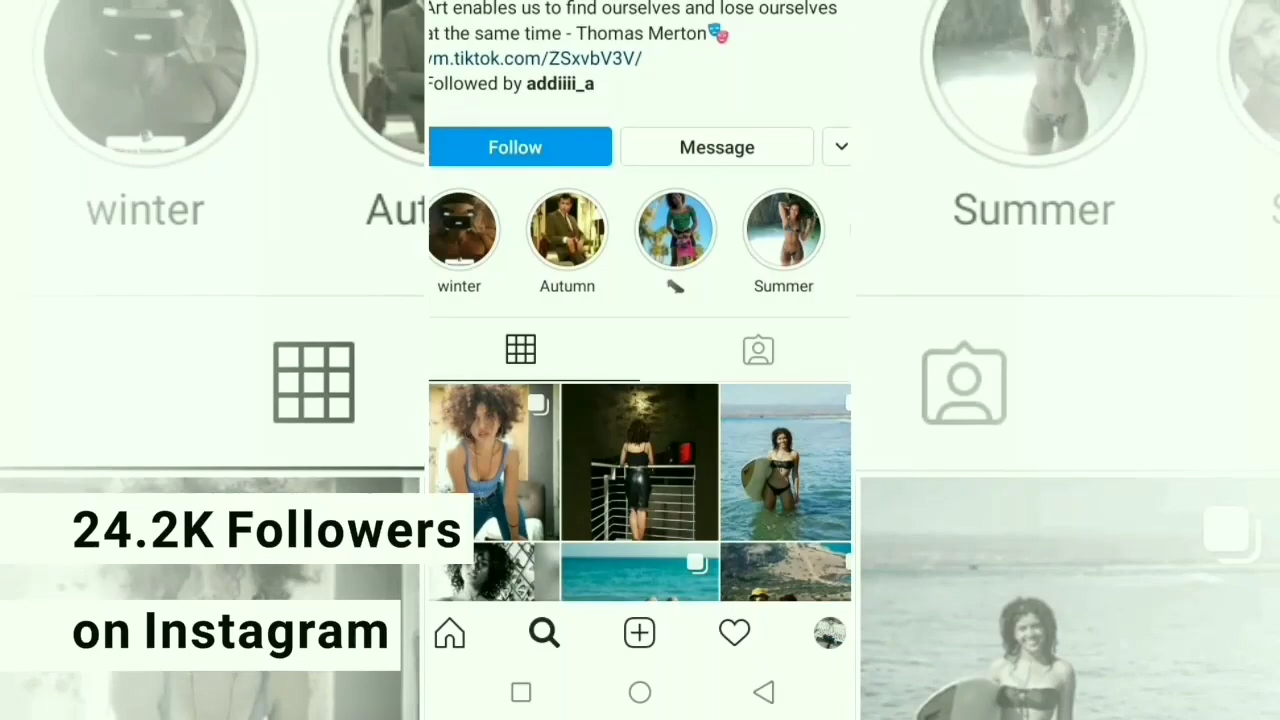 Art enables us to find ourselves and lose ourselves
at the same time - Thomas Merton
vm.tiktok.com/ZSxvbV3V/
Followed by addiiii_a
Follow Message
winter Aut Summer
winter Autumn Summer
24.2K Followers
on Instagram